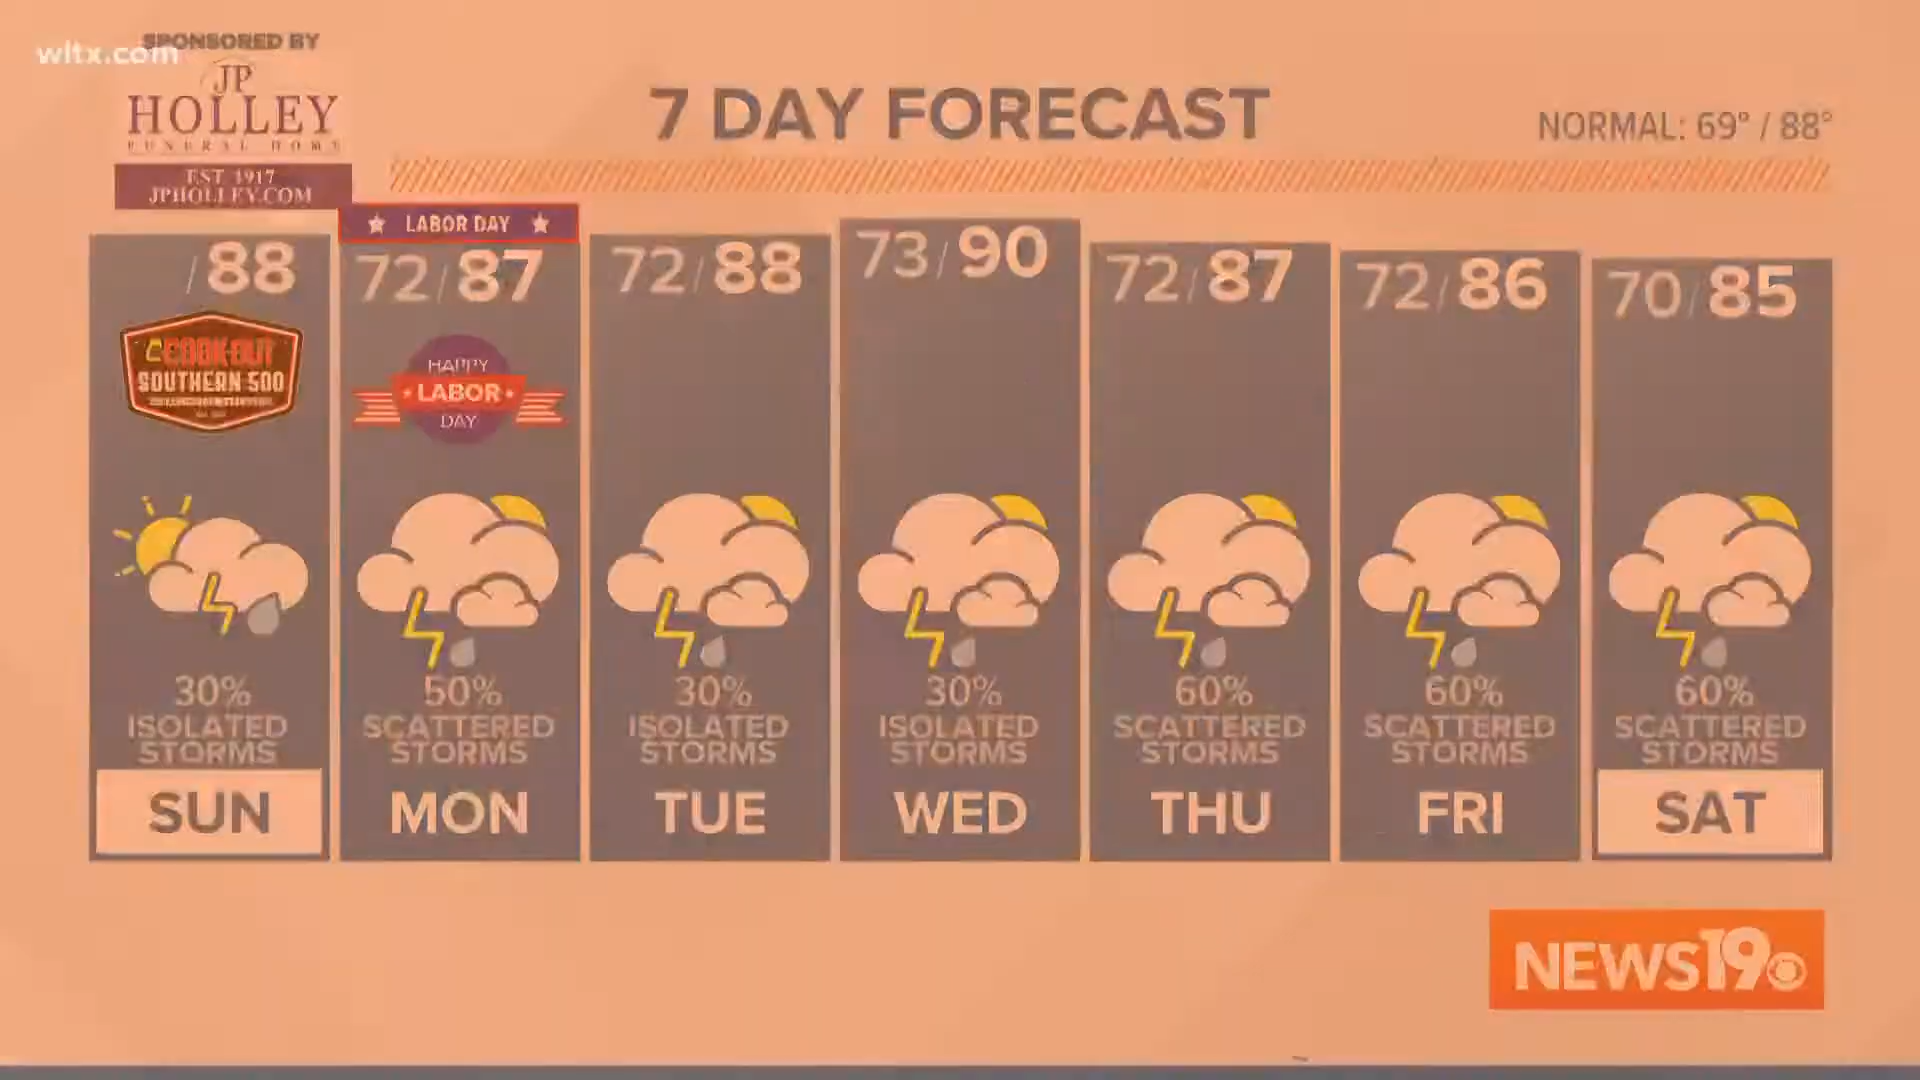 wltx.com
SPONSORED BY
JP
HOLLEY
FUNERAL HOME
EST. 1917
JPHOLLEY.COM
7 DAY FORECAST
NORMAL: 69° / 88°
★ LABOR DAY ★
/88
72/87
72/88
73/90
72/87
72/86
70/85
COOK OUT
SOUTHERN 500
HAPPY
LABOR
DAY
30%
ISOLATED
STORMS
SUN
50%
SCATTERED
STORMS
MON
30%
ISOLATED
STORMS
TUE
30%
ISOLATED
STORMS
WED
60%
SCATTERED
STORMS
THU
60%
SCATTERED
STORMS
FRI
60%
SCATTERED
STORMS
SAT
NEWS19